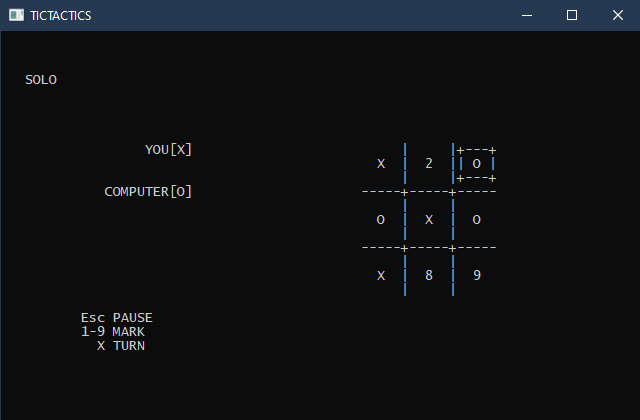 TICTACTICS
SOLO
YOU[X]
COMPUTER[O]
X 2 O
O X O
X 8 9
Esc PAUSE
1-9 MARK
X TURN